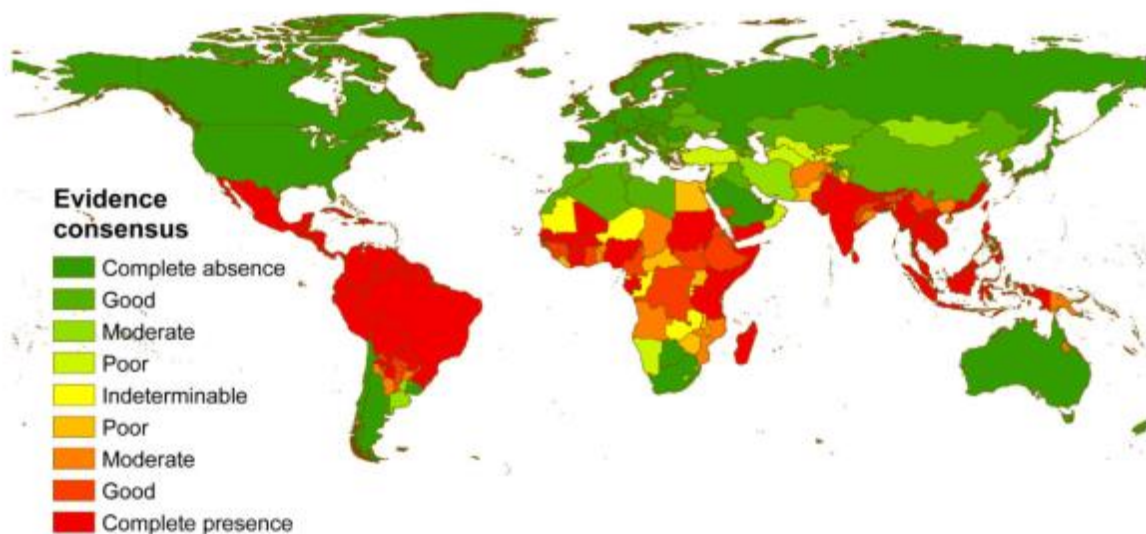 Evidence
consensus
Complete absence
Good
Moderate
Poor
Indeterminable
Poor
Moderate
Good
Complete presence